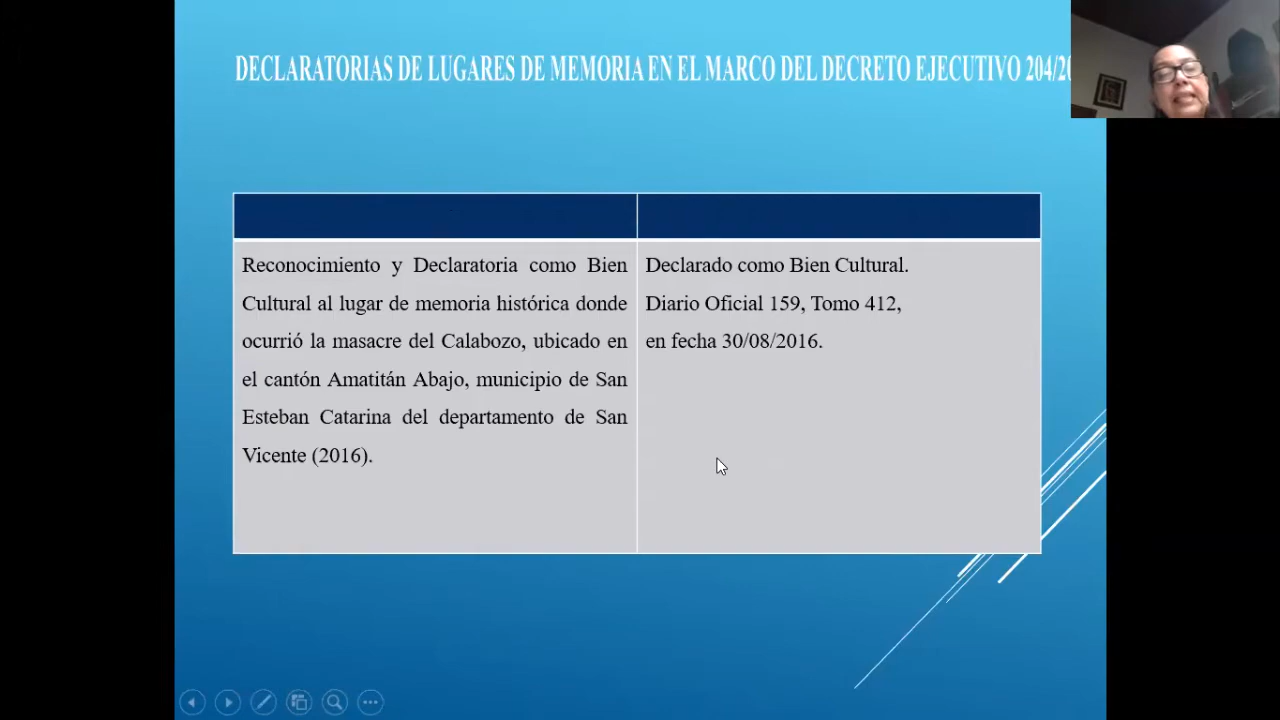 DECLARATORIAS DE LUGARES DE MEMORIA EN EL MARCO DEL DECRETO EJECUTIVO 204/20
Reconocimiento y Declaratoria como Bien
Cultural al lugar de memoria histórica donde
ocurrió la masacre del Calabozo, ubicado en
el cantón Amatitán Abajo, municipio de San
Esteban Catarina del departamento de San
Vicente (2016).
Declarado como Bien Cultural.
Diario Oficial 159, Tomo 412,
en fecha 30/08/2016.